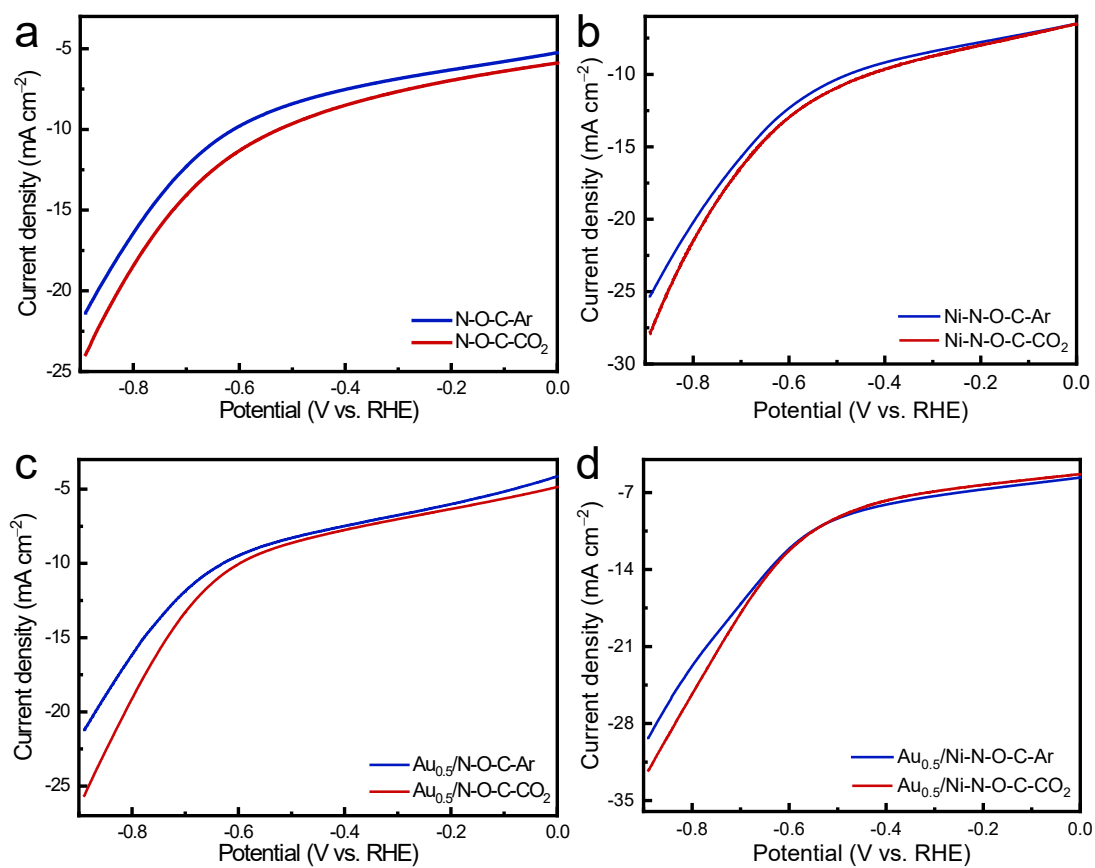 a
Current density (mA cm⁻²)
-5
-10
-15
-20
-25
-0.8
-0.6
-0.4
-0.2
0.0
Potential (V vs. RHE)
N-O-C-Ar
N-O-C-CO₂
b
Current density (mA cm⁻²)
-10
-15
-20
-25
-30
-0.8
-0.6
-0.4
-0.2
0.0
Potential (V vs. RHE)
Ni-N-O-C-Ar
Ni-N-O-C-CO₂
c
Current density (mA cm⁻²)
-5
-10
-15
-20
-25
-0.8
-0.6
-0.4
-0.2
0.0
Potential (V vs. RHE)
Au₀.₅/N-O-C-Ar
Au₀.₅/N-O-C-CO₂
d
Current density (mA cm⁻²)
-7
-14
-21
-28
-35
-0.8
-0.6
-0.4
-0.2
0.0
Potential (V vs. RHE)
Au₀.₅/Ni-N-O-C-Ar
Au₀.₅/Ni-N-O-C-CO₂